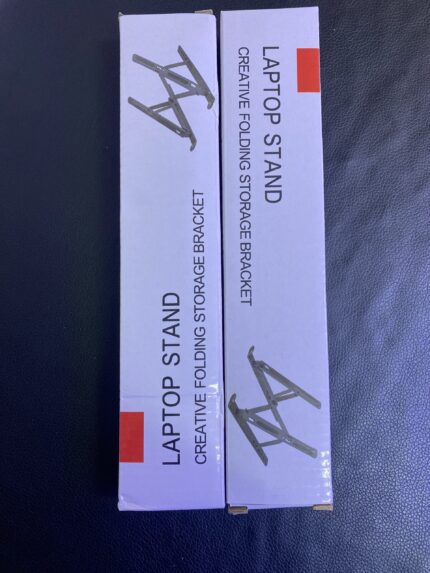 LAPTOP STAND
CREATIVE FOLDING STORAGE BRACKET
LAPTOP STAND
CREATIVE FOLDING STORAGE BRACKET